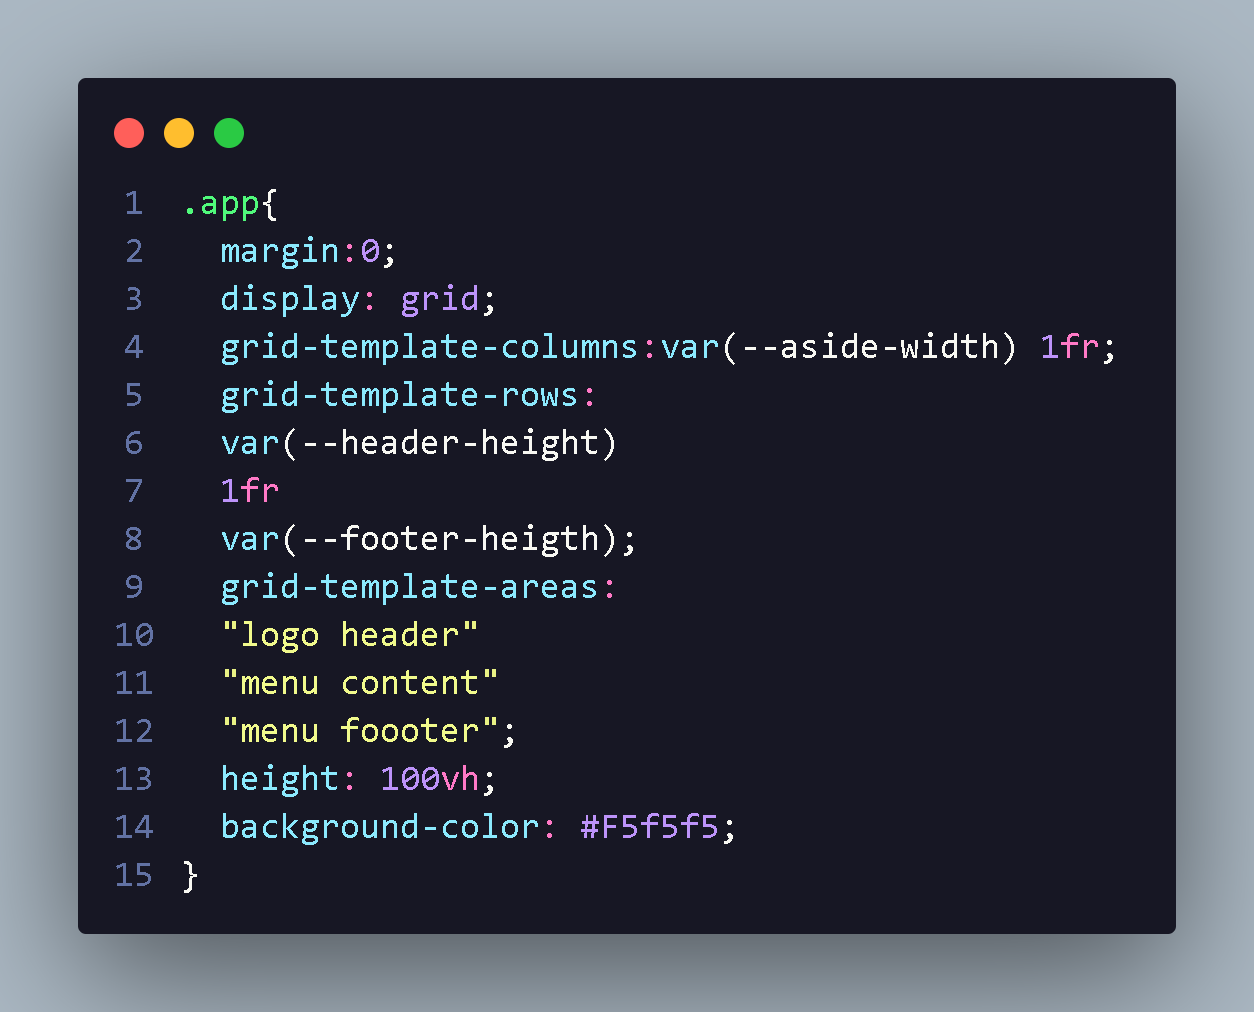 1 .app{
2 margin:0;
3 display: grid;
4 grid-template-columns:var(--aside-width) 1fr;
5 grid-template-rows:
6 var(--header-height)
7 1fr
8 var(--footer-heigth);
9 grid-template-areas:
10 "logo header"
11 "menu content"
12 "menu foooter";
13 height: 100vh;
14 background-color: #F5f5f5;
15 }